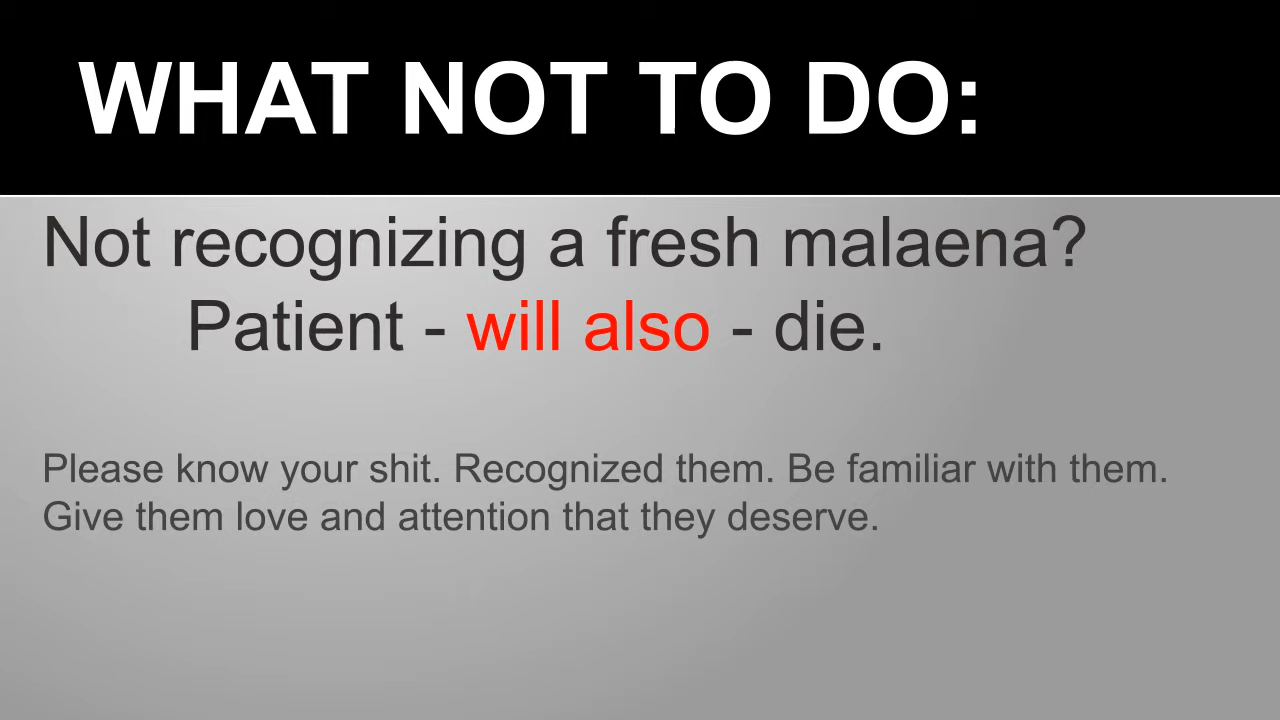 WHAT NOT TO DO:
Not recognizing a fresh malaena?
Patient - will also - die.
Please know your shit. Recognized them. Be familiar with them.
Give them love and attention that they deserve.